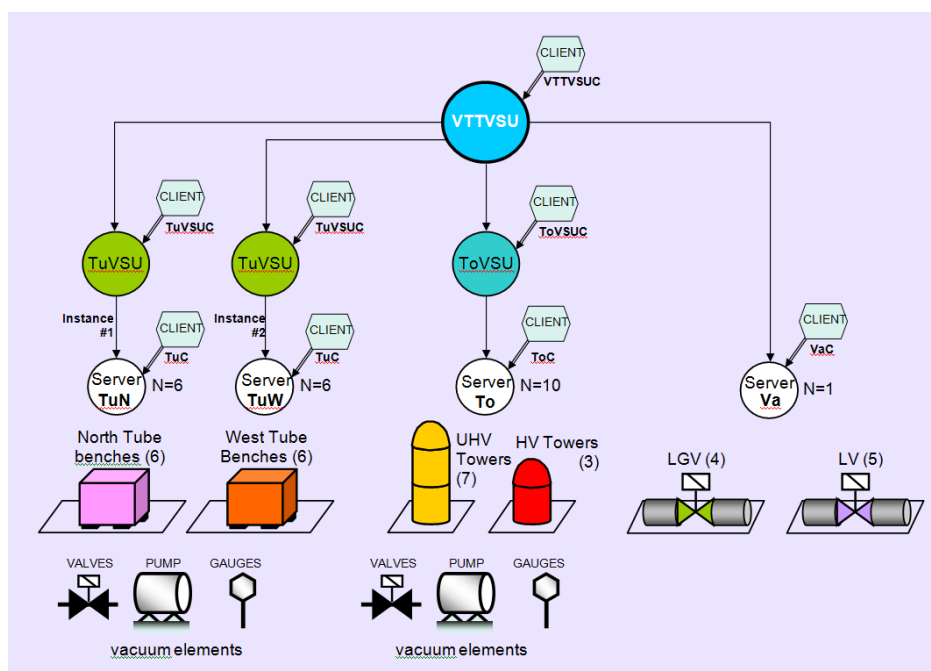 CLIENT
VTTVSUC
VTTVSU
CLIENT
TuVSUC
CLIENT
TuVSUC
CLIENT
ToVSUC
TuVSU
TuVSU
ToVSU
Instance
#1
Instance
#2
CLIENT
TuC
CLIENT
TuC
CLIENT
ToC
CLIENT
VaC
Server
TuN
N=6
Server
TuW
N=6
Server
To
N=10
Server
Va
N=1
North Tube
benches (6)
West Tube
Benches (6)
UHV
Towers
(7)
HV Towers
(3)
LGV (4)
LV (5)
VALVES
PUMP
GAUGES
vacuum elements
VALVES
PUMP
GAUGES
vacuum elements